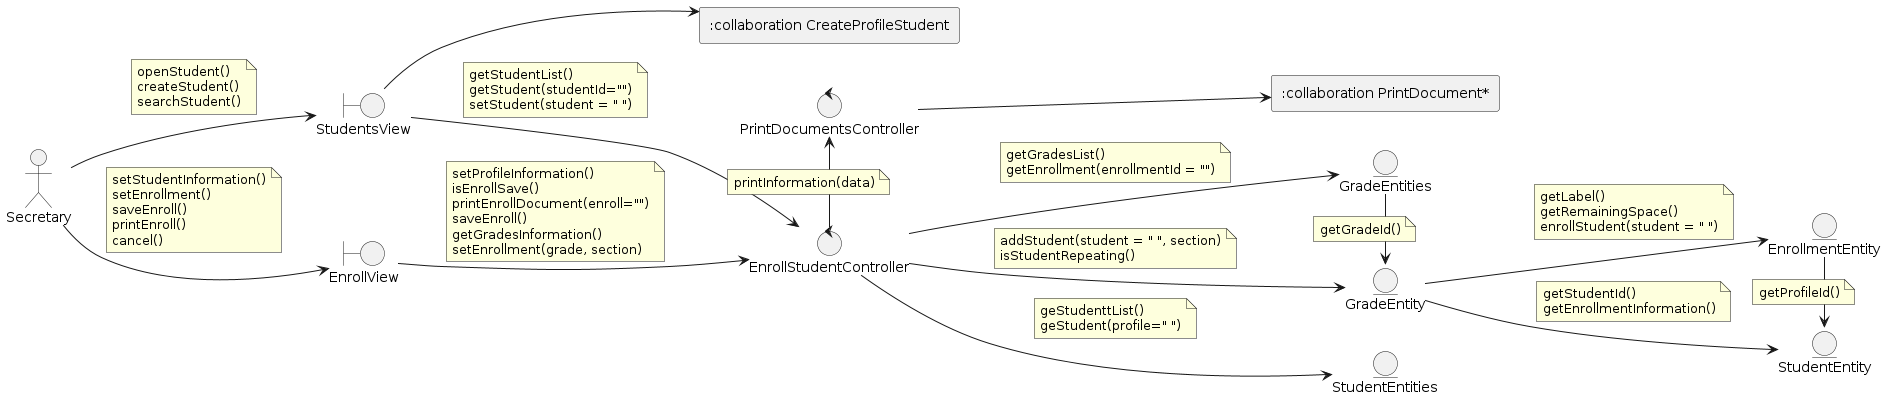 :collaboration CreateProfileStudent
openStudent()
createStudent()
searchStudent()
StudentsView
getStudentList()
getStudent(studentId="")
setStudent(student = " ")
PrintDocumentsController
:collaboration PrintDocument*
Secretary
setStudentInformation()
setEnrollment()
saveEnroll()
printEnroll()
cancel()
EnrollView
setProfileInformation()
isEnrollSave()
printEnrollDocument(enroll="")
saveEnroll()
getGradesInformation()
setEnrollment(grade, section)
printInformation(data)
EnrollStudentController
getGradesList()
getEnrollment(enrollmentId = "")
GradeEntities
addStudent(student = " ", section)
isStudentRepeating()
getGradeId()
GradeEntity
geStudenttList()
geStudent(profile=" ")
StudentEntities
getLabel()
getRemainingSpace()
enrollStudent(student = " ")
EnrollmentEntity
getStudentId()
getEnrollmentInformation()
getProfileId()
StudentEntity